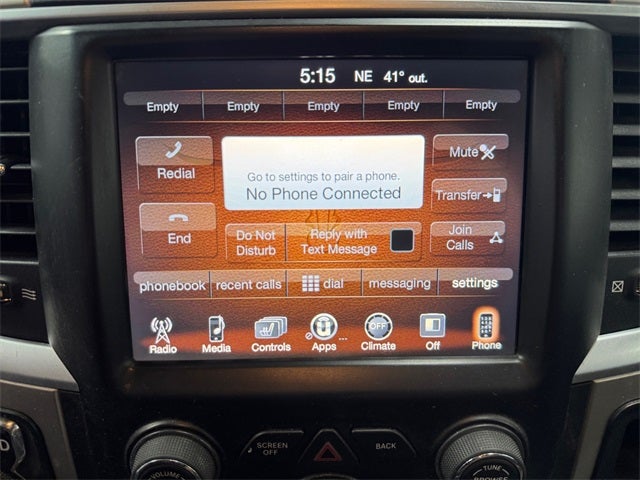 5:15 NE 41° out.
Empty Empty Empty Empty Empty
Redial
Go to settings to pair a phone.
No Phone Connected
Mute
Transfer
End
Do Not
Disturb
Reply with
Text Message
Join
Calls
phonebook recent calls dial messaging settings
Radio Media Controls Apps ... OFF Climate Off Phone
VOLUME
SCREEN
OFF
BACK
TUNE
BROWSE